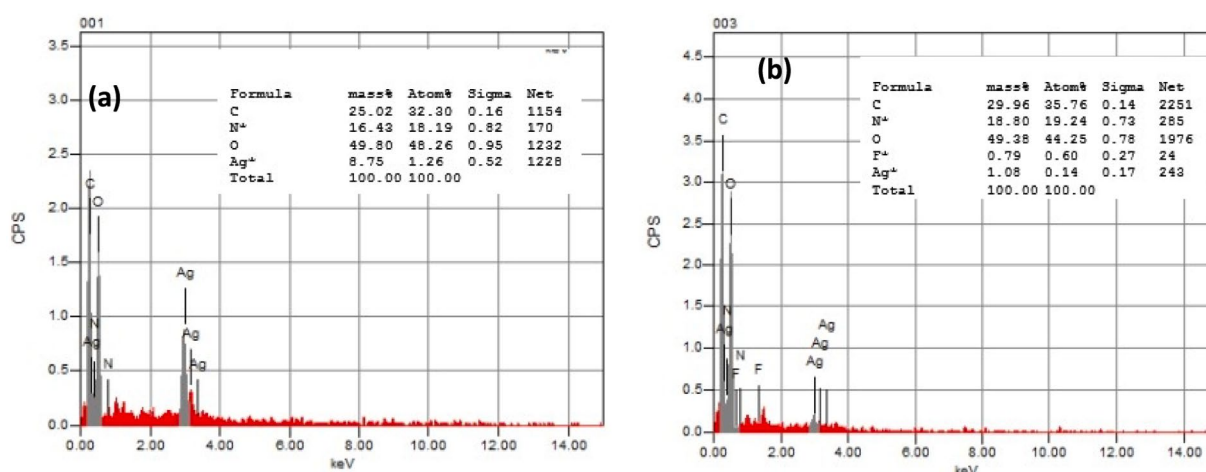 001
3.5
3.0
2.5
2.0
1.5
1.0
0.5
0.0
CPS
(a)
Formula mass% Atom% Sigma Net
C 25.02 32.30 0.16 1154
N* 16.43 18.19 0.82 170
O 49.80 48.26 0.95 1232
Ag* 8.75 1.26 0.52 1228
Total 100.00 100.00
C
O
N
Ag
N
Ag
Ag
Ag
0.00 2.00 4.00 6.00 8.00 10.00 12.00 14.00
keV
003
4.5
4.0
3.5
3.0
2.5
2.0
1.5
1.0
0.5
0.0
CPS
(b)
Formula mass% Atom% Sigma Net
C 29.96 35.76 0.14 2251
N* 18.80 19.24 0.73 285
O 49.38 44.25 0.78 1976
F* 0.79 0.60 0.27 24
Ag* 1.08 0.14 0.17 243
Total 100.00 100.00
C
O
N
Ag
F
N
F
Ag
Ag
Ag
0.00 2.00 4.00 6.00 8.00 10.00 12.00 14.00
keV